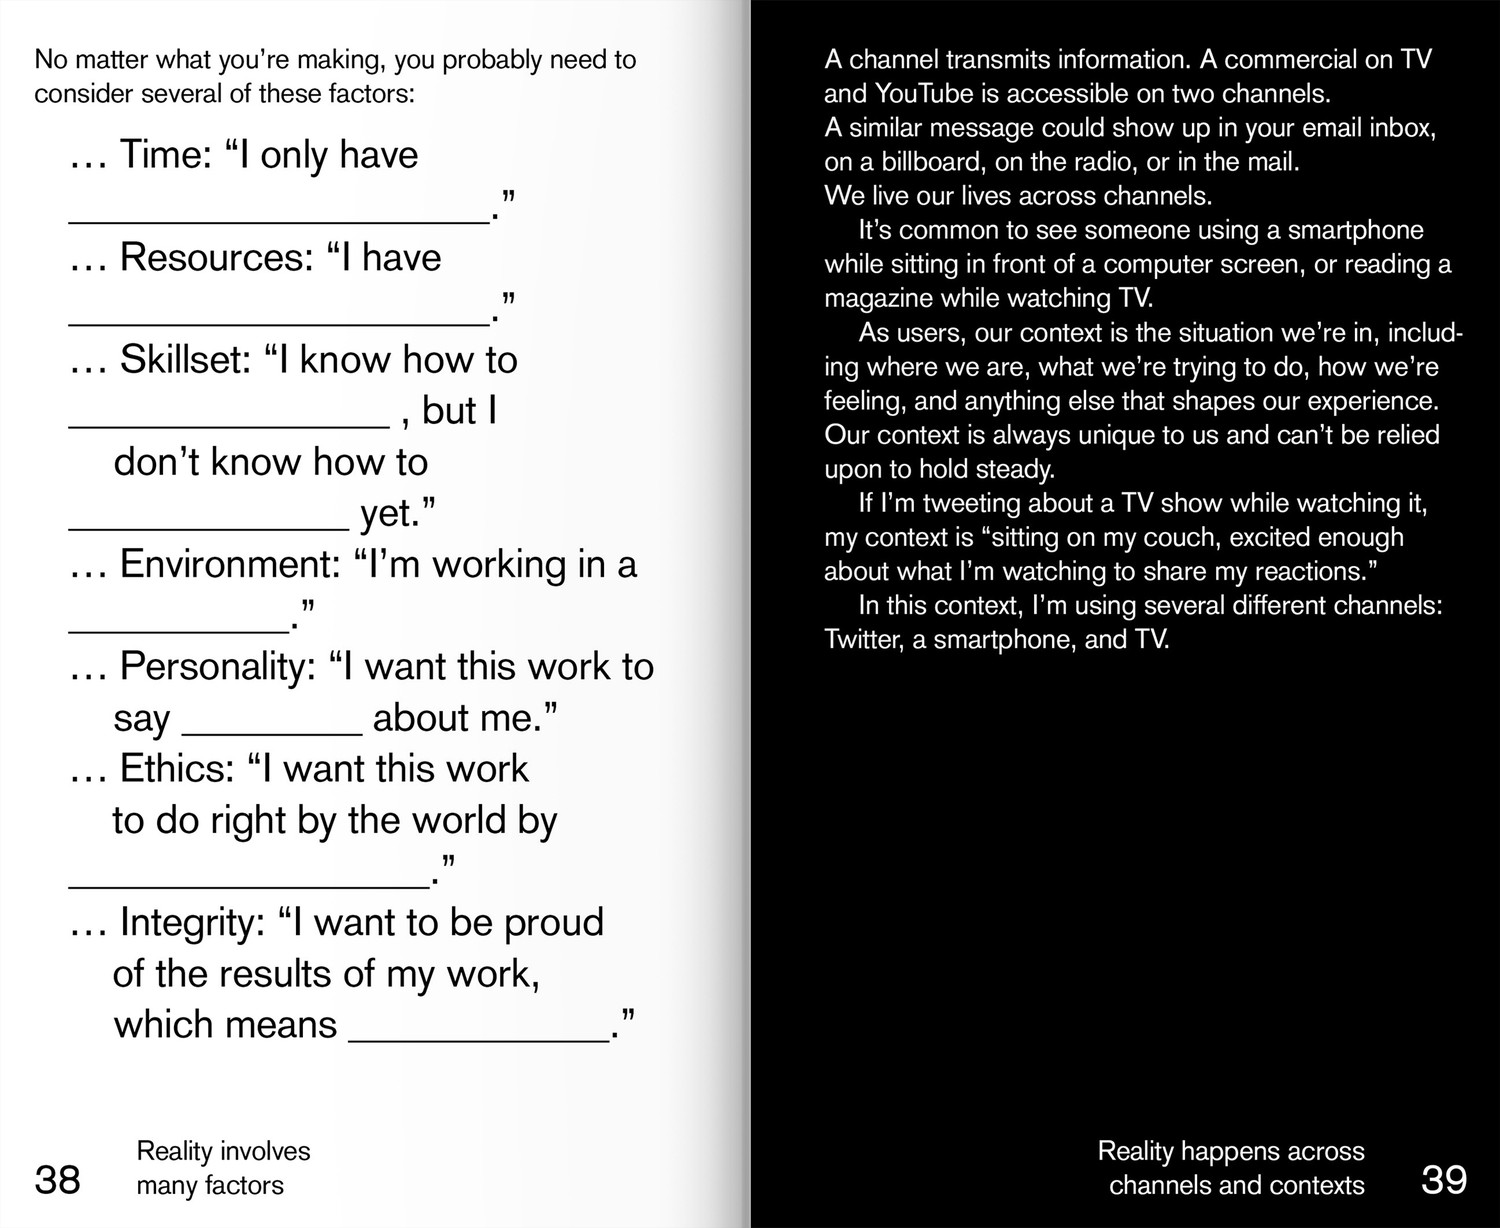 No matter what you’re making, you probably need to
consider several of these factors:
… Time: “I only have
_____________________.”
… Resources: “I have
_____________________.”
… Skillset: “I know how to
________________ , but I
don’t know how to
______________ yet.”
… Environment: “I’m working in a
___________.”
… Personality: “I want this work to
say _________ about me.”
… Ethics: “I want this work
to do right by the world by
__________________.”
… Integrity: “I want to be proud
of the results of my work,
which means _____________.”
38
Reality involves
many factors
A channel transmits information. A commercial on TV
and YouTube is accessible on two channels.
A similar message could show up in your email inbox,
on a billboard, on the radio, or in the mail.
We live our lives across channels.
It’s common to see someone using a smartphone
while sitting in front of a computer screen, or reading a
magazine while watching TV.
As users, our context is the situation we’re in, includ-
ing where we are, what we’re trying to do, how we’re
feeling, and anything else that shapes our experience.
Our context is always unique to us and can’t be relied
upon to hold steady.
If I’m tweeting about a TV show while watching it,
my context is “sitting on my couch, excited enough
about what I’m watching to share my reactions.”
In this context, I’m using several different channels:
Twitter, a smartphone, and TV.
Reality happens across
channels and contexts
39